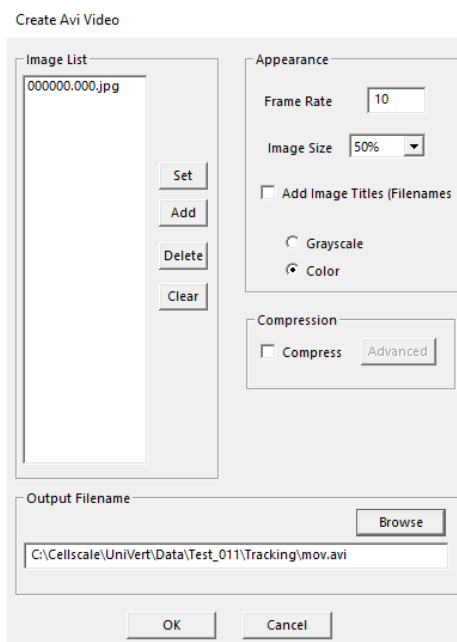 Create Avi Video
Image List
000000.000.jpg
Set
Add
Delete
Clear
Appearance
Frame Rate 10
Image Size 50%
Add Image Titles (Filenames
Grayscale
Color
Compression
Compress Advanced
Output Filename
Browse
C:\Cellscale\UniVert\Data\Test_011\Tracking\mov.avi
OK Cancel